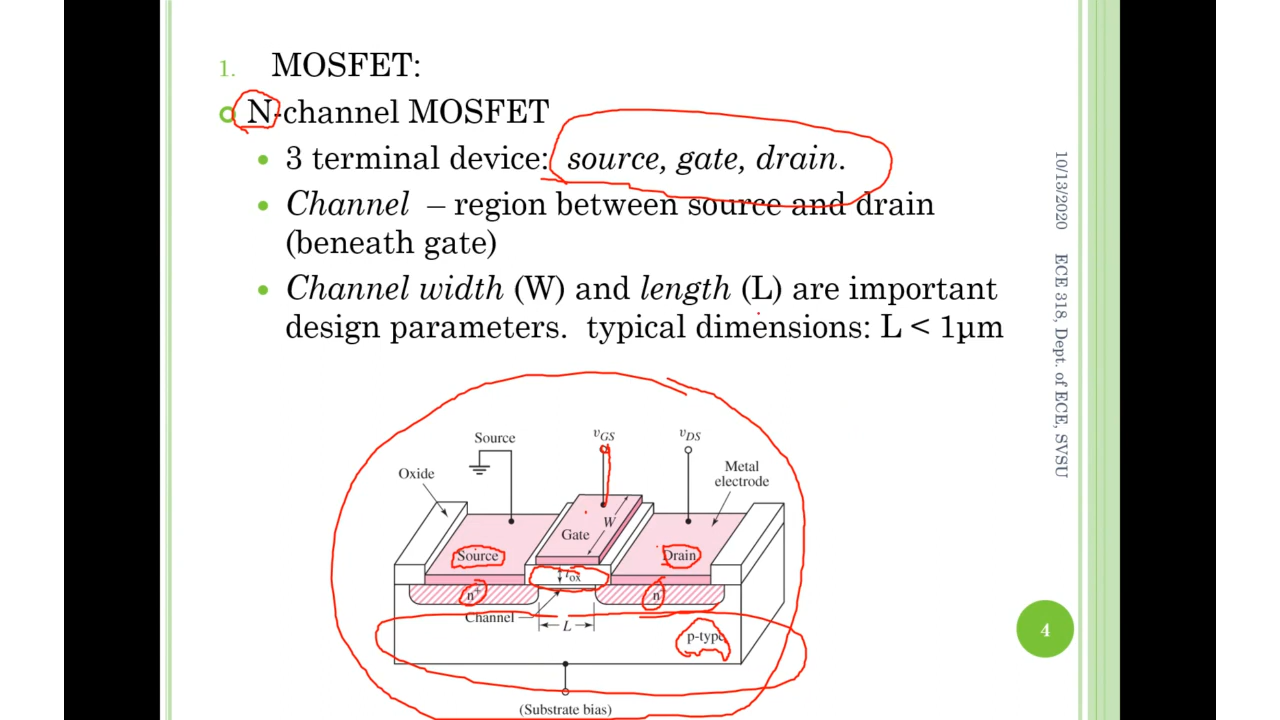 1. MOSFET:
N-channel MOSFET
• 3 terminal device: source, gate, drain.
• Channel – region between source and drain
(beneath gate)
• Channel width (W) and length (L) are important
design parameters. typical dimensions: L < 1µm
10/13/2020 ECE 318, Dept. of ECE, SVSU
Source
vGS
vDS
Oxide
Metal
electrode
W
Gate
Source
Drain
tox
n+
n
Channel
L
p-type
4
(Substrate bias)